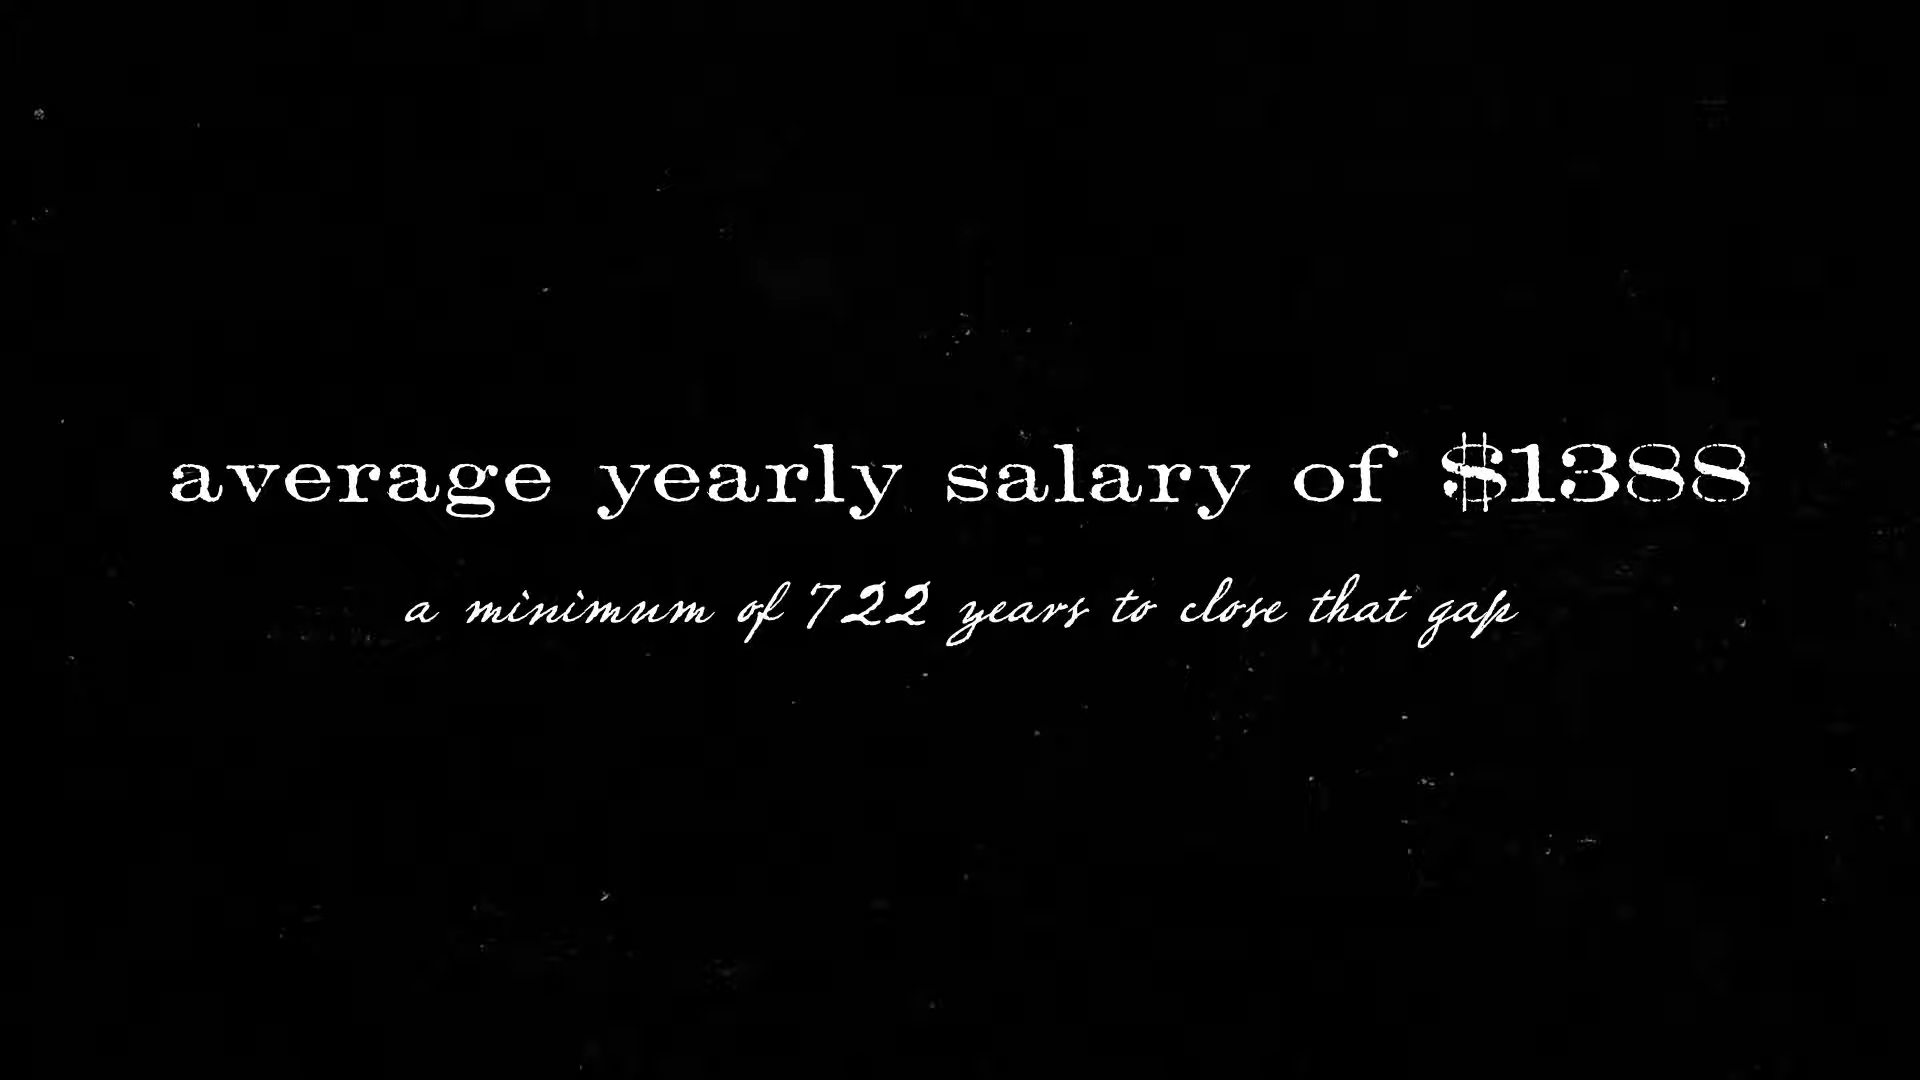 average yearly salary of $1388
a minimum of 722 years to close that gap